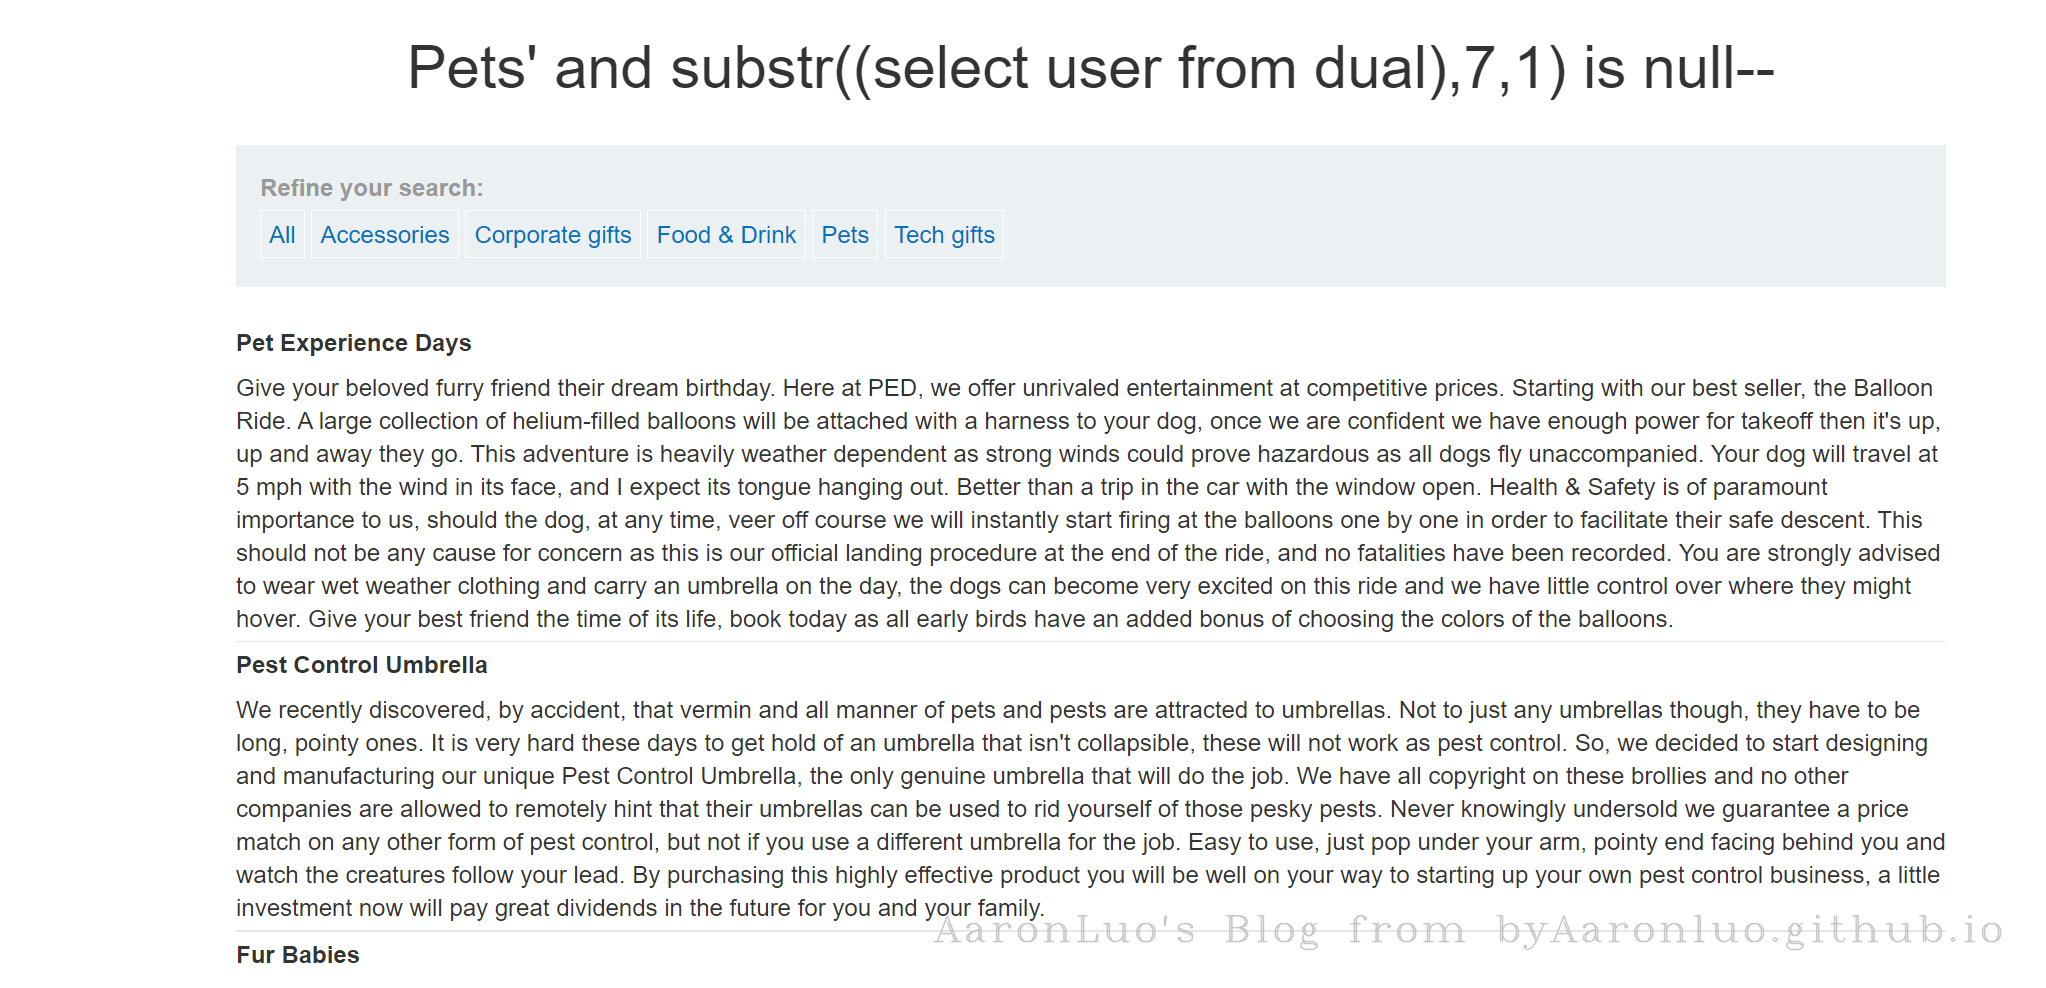 Pets' and substr((select user from dual),7,1) is null--
Refine your search:
All Accessories Corporate gifts Food & Drink Pets Tech gifts
Pet Experience Days
Give your beloved furry friend their dream birthday. Here at PED, we offer unrivaled entertainment at competitive prices. Starting with our best seller, the Balloon
Ride. A large collection of helium-filled balloons will be attached with a harness to your dog, once we are confident we have enough power for takeoff then it's up,
up and away they go. This adventure is heavily weather dependent as strong winds could prove hazardous as all dogs fly unaccompanied. Your dog will travel at
5 mph with the wind in its face, and I expect its tongue hanging out. Better than a trip in the car with the window open. Health & Safety is of paramount
importance to us, should the dog, at any time, veer off course we will instantly start firing at the balloons one by one in order to facilitate their safe descent. This
should not be any cause for concern as this is our official landing procedure at the end of the ride, and no fatalities have been recorded. You are strongly advised
to wear wet weather clothing and carry an umbrella on the day, the dogs can become very excited on this ride and we have little control over where they might
hover. Give your best friend the time of its life, book today as all early birds have an added bonus of choosing the colors of the balloons.
Pest Control Umbrella
We recently discovered, by accident, that vermin and all manner of pets and pests are attracted to umbrellas. Not to just any umbrellas though, they have to be
long, pointy ones. It is very hard these days to get hold of an umbrella that isn't collapsible, these will not work as pest control. So, we decided to start designing
and manufacturing our unique Pest Control Umbrella, the only genuine umbrella that will do the job. We have all copyright on these brollies and no other
companies are allowed to remotely hint that their umbrellas can be used to rid yourself of those pesky pests. Never knowingly undersold we guarantee a price
match on any other form of pest control, but not if you use a different umbrella for the job. Easy to use, just pop under your arm, pointy end facing behind you and
watch the creatures follow your lead. By purchasing this highly effective product you will be well on your way to starting up your own pest control business, a little
investment now will pay great dividends in the future for you and your family.
AaronLuo's Blog from byAaronluo.github.io
Fur Babies